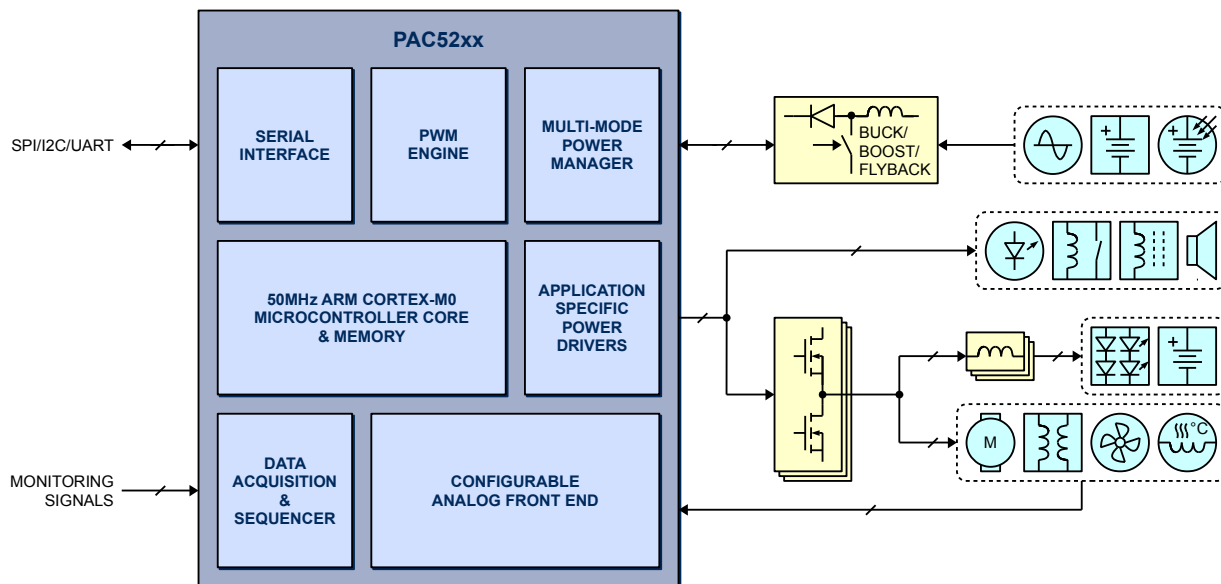 PAC52xx
SERIAL
INTERFACE
PWM
ENGINE
MULTI-MODE
POWER
MANAGER
SPI/I2C/UART
BUCK/
BOOST/
FLYBACK
+
+
50MHz ARM CORTEX-M0
MICROCONTROLLER CORE
& MEMORY
APPLICATION
SPECIFIC
POWER
DRIVERS
+
M
°C
MONITORING
SIGNALS
DATA
ACQUISITION
&
SEQUENCER
CONFIGURABLE
ANALOG FRONT END